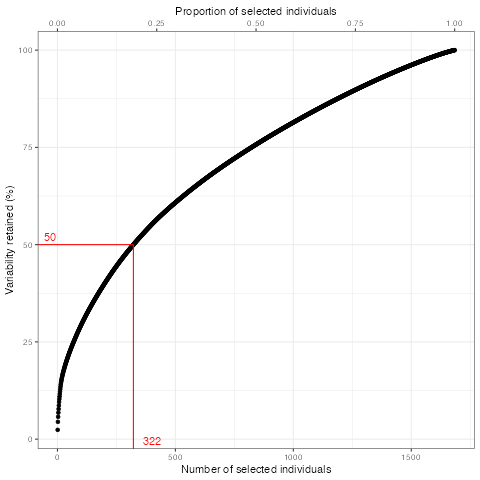 Proportion of selected individuals
0.00 0.25 0.50 0.75 1.00
100
75
Variability retained (%)
50
50
25
0
322
0 500 1000 1500
Number of selected individuals